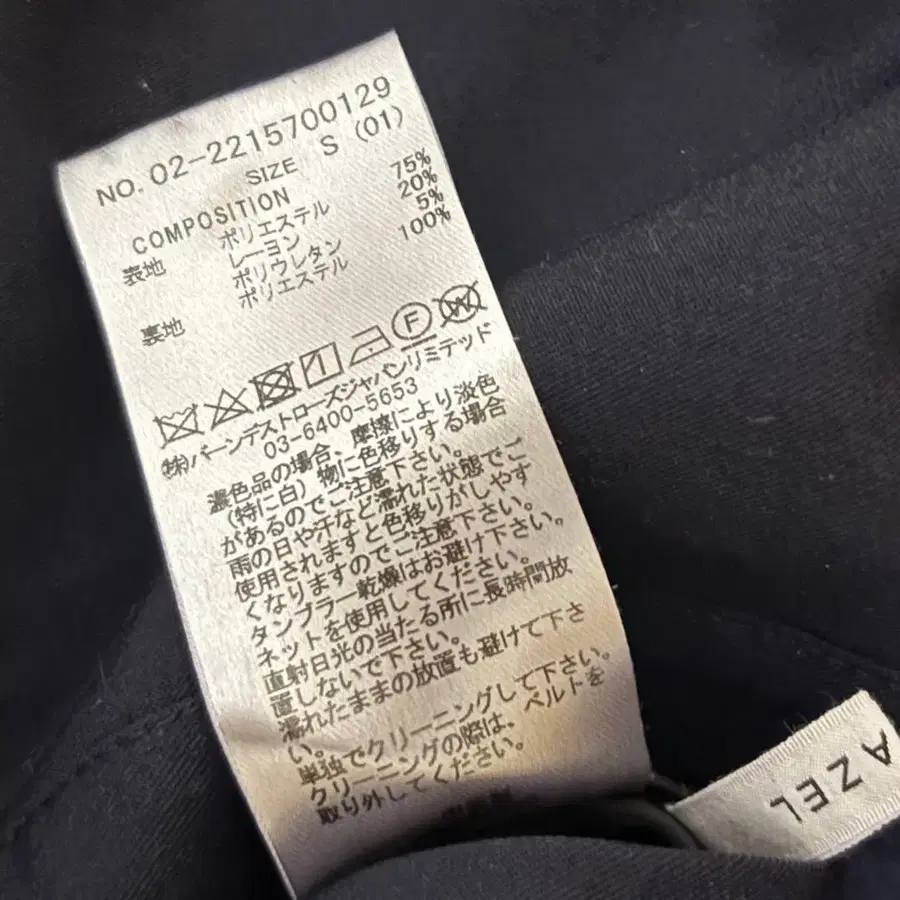 NO. 02-2215700129
SIZE S (01)
COMPOSITION
表地 ポリエステル 75%
レーヨン 20%
ポリウレタン 5%
裏地 ポリエステル 100%
F W
㈱バーンデストローズジャパンリミテッド
03-6400-5653
濃色品の場合、摩擦により淡色
(特に白)物に色移りする場合
があるのでご注意下さい。
雨の日や汗など濡れた状態でご
使用されますと色移りがしやす
くなりますのでご注意下さい。
タンブラー乾燥はお避け下さい。
ネットを使用してください。
直射日光の当たる所に長時間放
置しないで下さい。
濡れたままの放置も避けて下さ
い。
単独でクリーニングして下さい。
クリーニングの際は、ベルトを
取り外してください。
AZEL